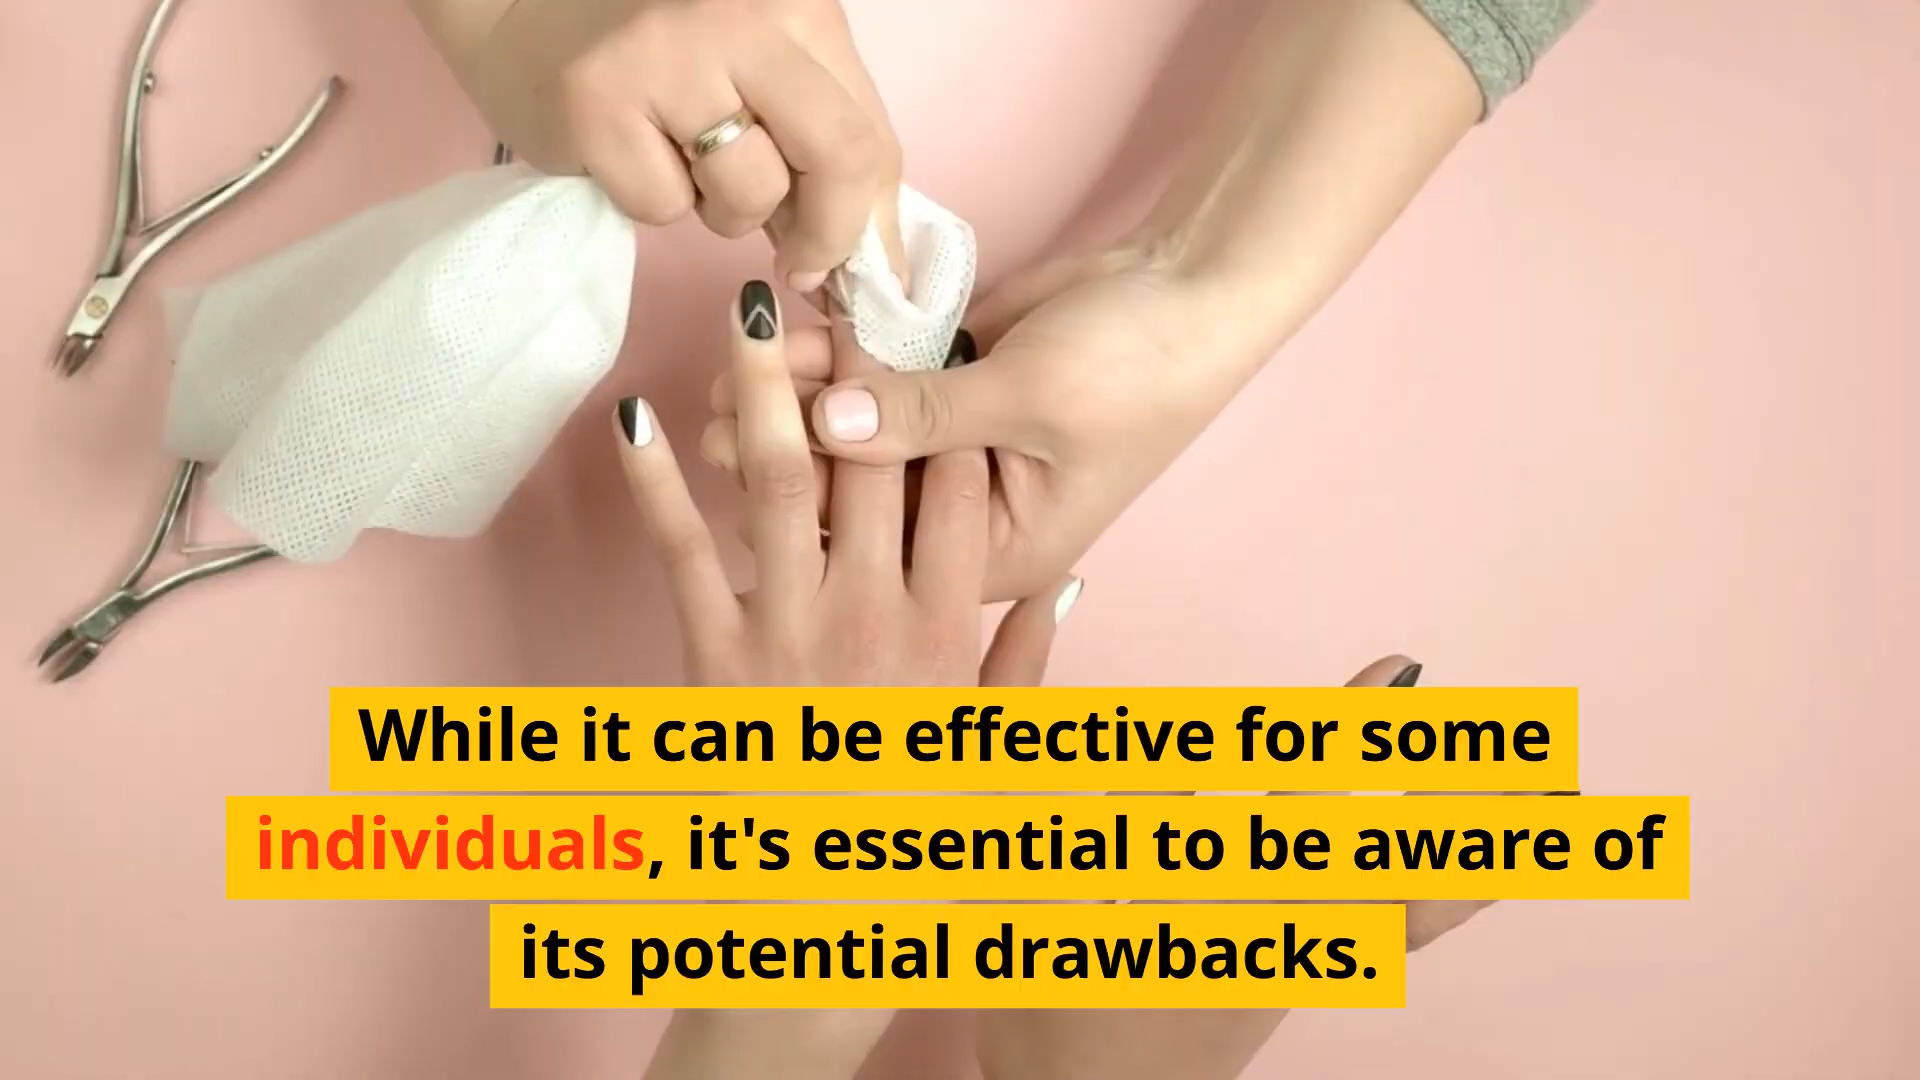 While it can be effective for some
individuals, it's essential to be aware of
its potential drawbacks.